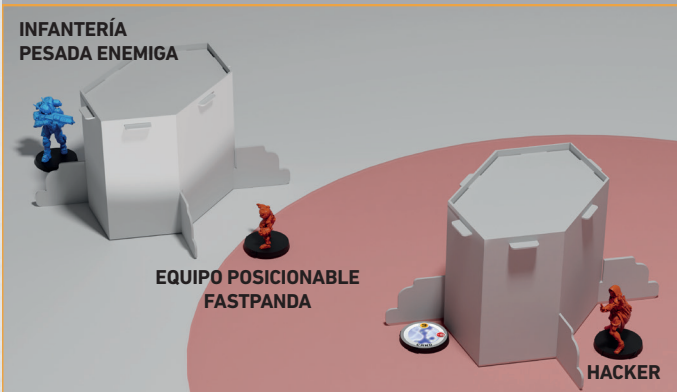 INFANTERÍA
PESADA ENEMIGA
EQUIPO POSICIONABLE
FASTPANDA
HACKER